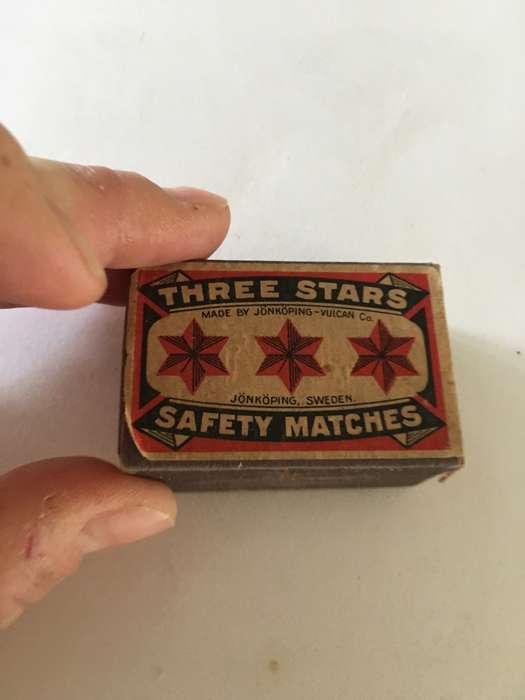 THREE STARS
MADE BY JÖNKÖPING-VULCAN Co.
JÖNKÖPING, SWEDEN.
SAFETY MATCHES